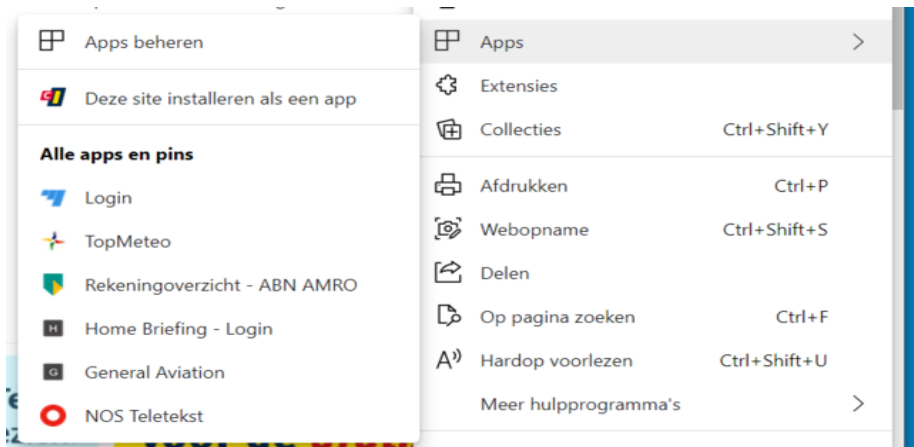 Apps beheren
Deze site installeren als een app
Alle apps en pins
Login
TopMeteo
Rekeningoverzicht - ABN AMRO
H Home Briefing - Login
G General Aviation
NOS Teletekst
Apps
Extensies
Collecties Ctrl+Shift+Y
Afdrukken Ctrl+P
Webopname Ctrl+Shift+S
Delen
Op pagina zoeken Ctrl+F
Hardop voorlezen Ctrl+Shift+U
Meer hulpprogramma's